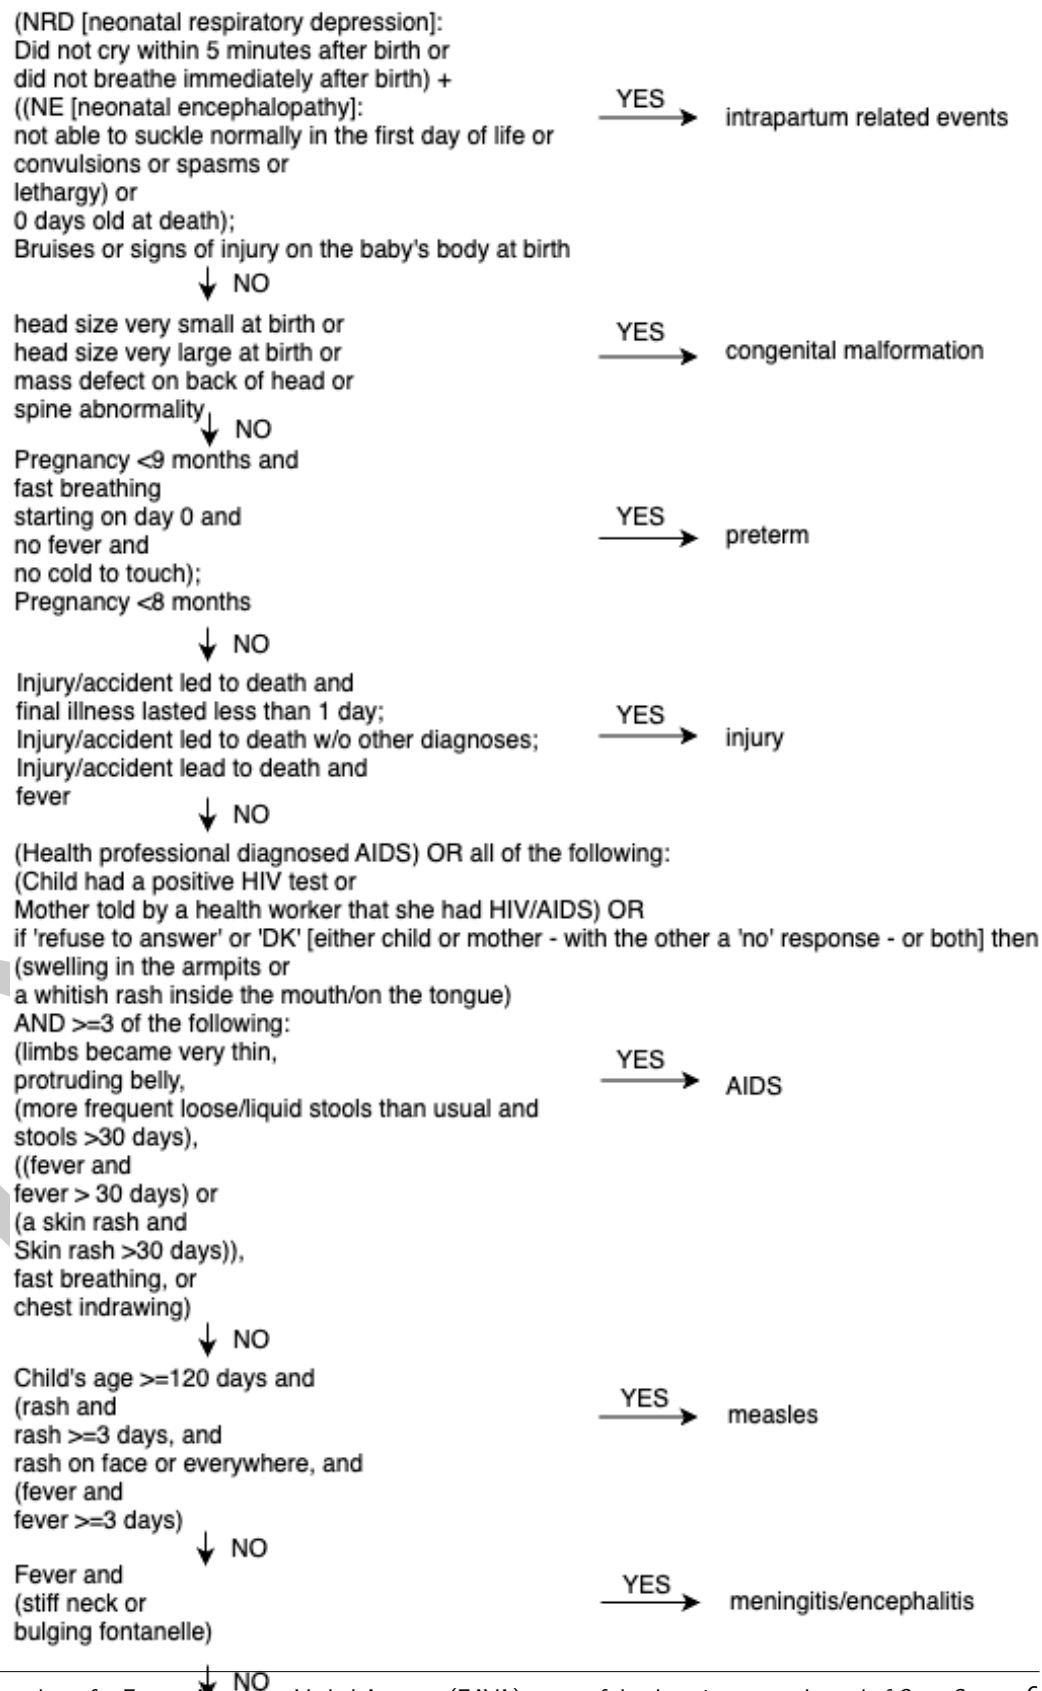 (NRD [neonatal respiratory depression]:
Did not cry within 5 minutes after birth or
did not breathe immediately after birth) +
((NE [neonatal encephalopathy]:
not able to suckle normally in the first day of life or
convulsions or spasms or
lethargy) or
0 days old at death);
Bruises or signs of injury on the baby's body at birth
YES
intrapartum related events
NO
head size very small at birth or
head size very large at birth or
mass defect on back of head or
spine abnormality
YES
congenital malformation
NO
Pregnancy <9 months and
fast breathing
starting on day 0 and
no fever and
no cold to touch);
Pregnancy <8 months
YES
preterm
NO
Injury/accident led to death and
final illness lasted less than 1 day;
Injury/accident led to death w/o other diagnoses;
Injury/accident lead to death and
fever
YES
injury
NO
(Health professional diagnosed AIDS) OR all of the following:
(Child had a positive HIV test or
Mother told by a health worker that she had HIV/AIDS) OR
if 'refuse to answer' or 'DK' [either child or mother - with the other a 'no' response - or both] then
(swelling in the armpits or
a whitish rash inside the mouth/on the tongue)
AND >=3 of the following:
(limbs became very thin,
protruding belly,
(more frequent loose/liquid stools than usual and
stools >30 days),
((fever and
fever > 30 days) or
(a skin rash and
Skin rash >30 days)),
fast breathing, or
chest indrawing)
YES
AIDS
NO
Child's age >=120 days and
(rash and
rash >=3 days, and
rash on face or everywhere, and
(fever and
fever >=3 days)
YES
measles
NO
Fever and
(stiff neck or
bulging fontanelle)
YES
meningitis/encephalitis
NO